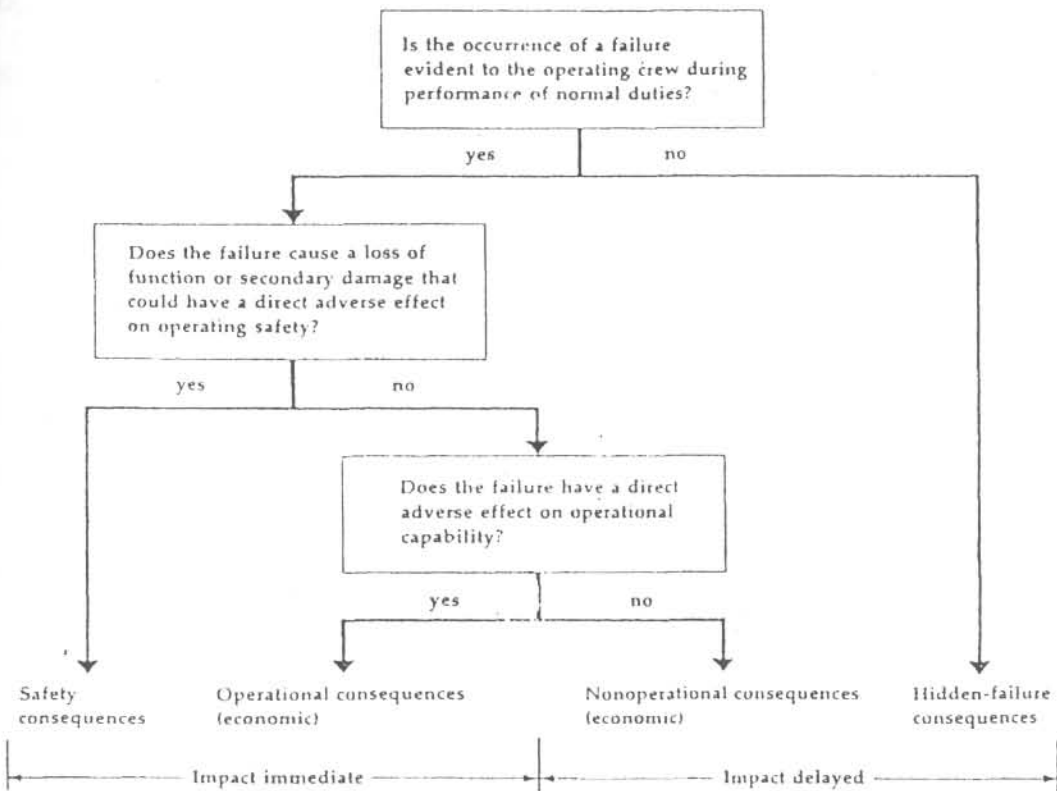 Is the occurrence of a failure
evident to the operating crew during
performance of normal duties?
yes
no
Does the failure cause a loss of
function or secondary damage that
could have a direct adverse effect
on operating safety?
yes
no
Does the failure have a direct
adverse effect on operational
capability?
yes
no
Safety
consequences
Operational consequences
(economic)
Nonoperational consequences
(economic)
Hidden-failure
consequences
Impact immediate
Impact delayed